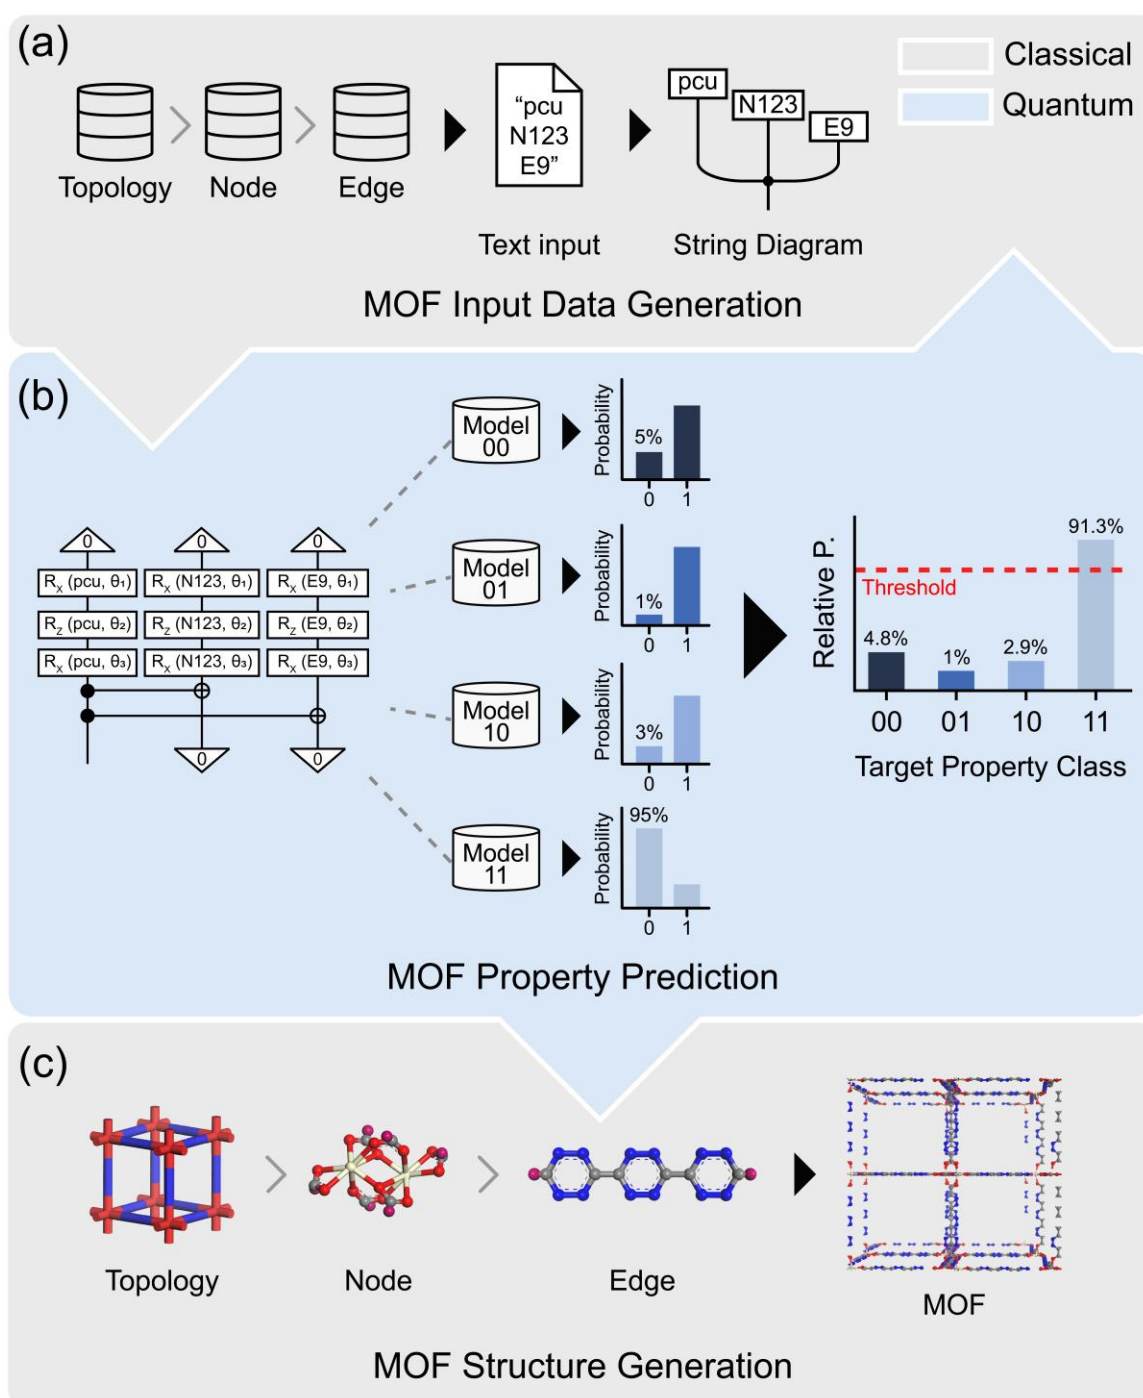 (a)
Classical
Quantum
Topology
Node
Edge
“pcu
N123
E9”
Text input
pcu
N123
E9
String Diagram
MOF Input Data Generation
(b)
0
0
0
Rₓ (pcu, θ₁)
Rₓ (N123, θ₁)
Rₓ (E9, θ₁)
R_Z (pcu, θ₂)
R_Z (N123, θ₂)
R_Z (E9, θ₂)
Rₓ (pcu, θ₃)
Rₓ (N123, θ₃)
Rₓ (E9, θ₃)
0
0
Model
00
Probability
5%
0 1
Model
01
Probability
1%
0 1
Model
10
Probability
3%
0 1
Model
11
Probability
95%
0 1
Relative P.
Threshold
4.8%
1%
2.9%
91.3%
00 01 10 11
Target Property Class
MOF Property Prediction
(c)
Topology
Node
Edge
MOF
MOF Structure Generation